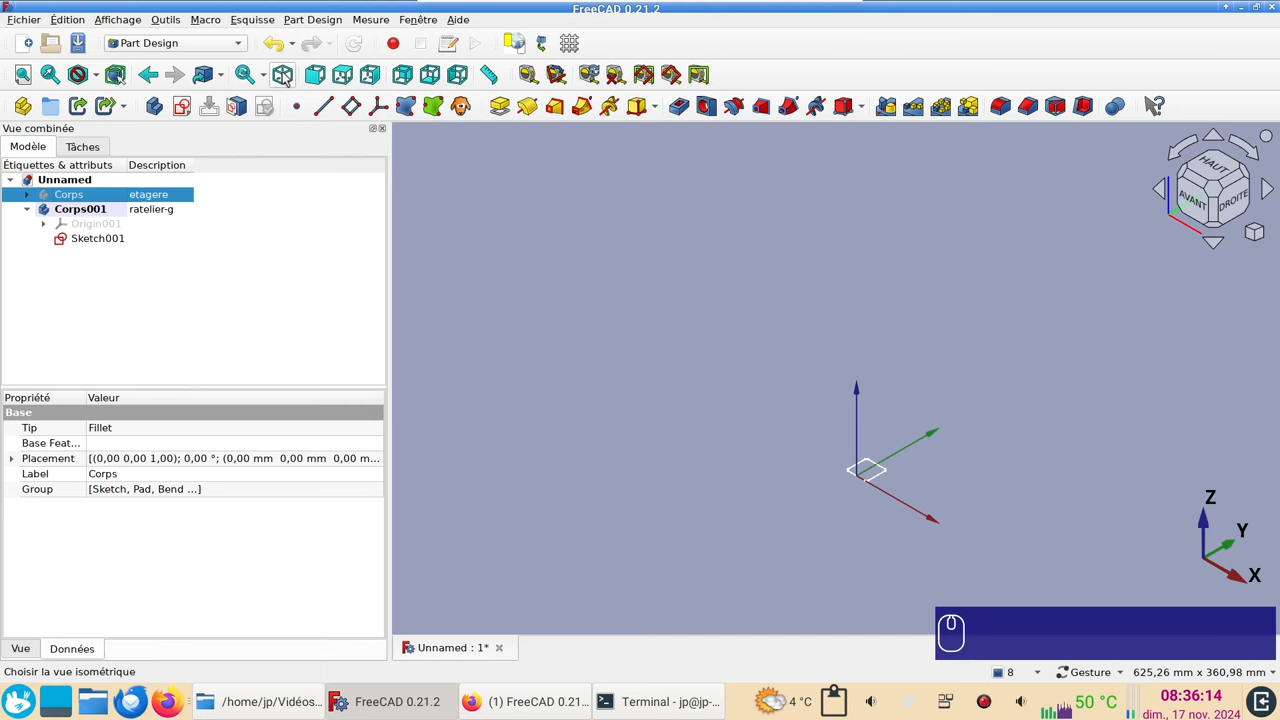 FreeCAD 0.21.2
Fichier Édition Affichage Outils Macro Esquisse Part Design Mesure Fenêtre Aide
Part Design
Vue combinée
Modèle Tâches
Étiquettes & attributs Description
Unnamed
Corps etagere
Corps001 ratelier-g
Origin001
Sketch001
HAUT
AVANT
DROITE
Propriété Valeur
Base
Tip Fillet
Base Feat...
Placement [(0,00 0,00 1,00); 0,00 °; (0,00 mm 0,00 mm 0,00 m...
Label Corps
Group [Sketch, Pad, Bend ...]
Z
Y
X
Vue Données
Unnamed : 1*
Choisir la vue isométrique
8 Gesture 625,26 mm x 360,98 mm
/home/jp/Vidéos... FreeCAD 0.21.2 (1) FreeCAD 0.21... Terminal - jp@jp-... 4 °C 50 °C 08:36:14
dim., 17 nov. 2024